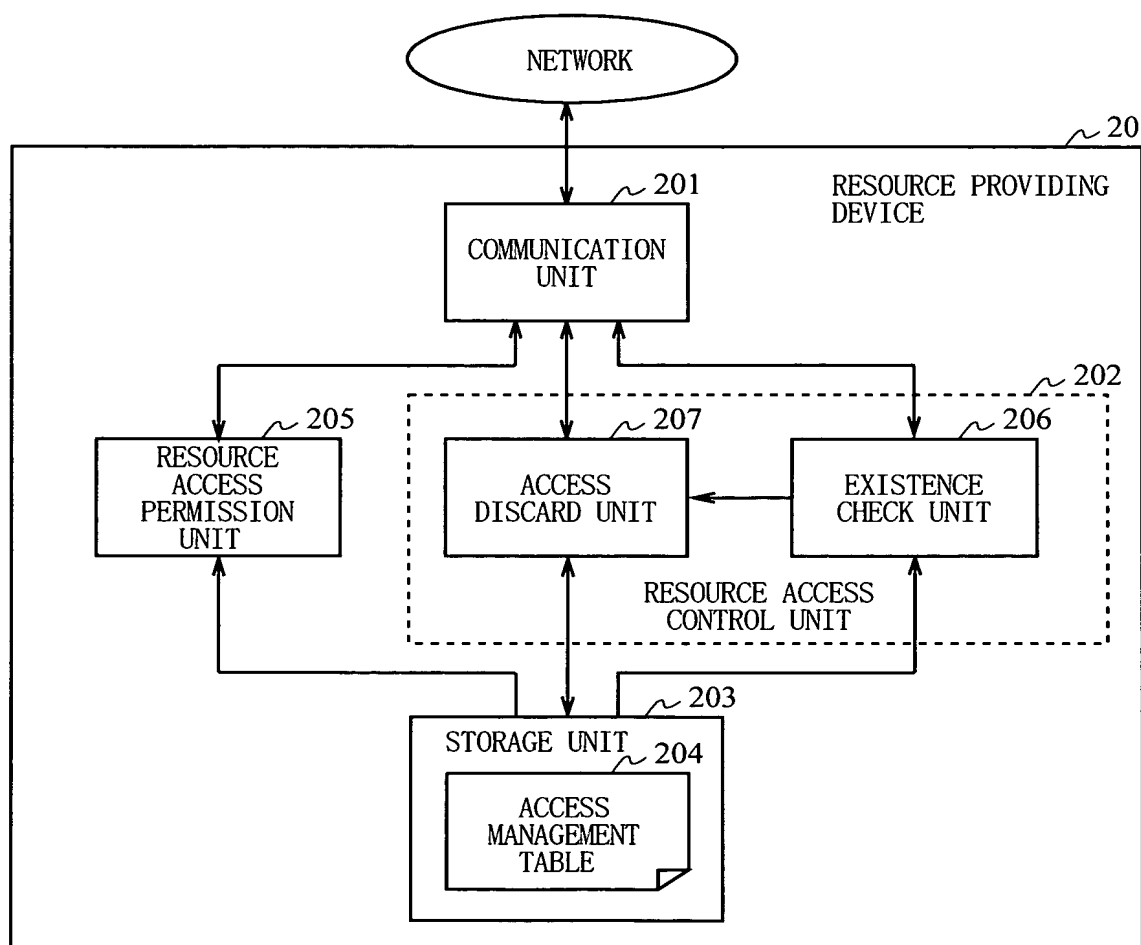 NETWORK
20
RESOURCE PROVIDING
DEVICE
201
COMMUNICATION
UNIT
202
205
RESOURCE
ACCESS
PERMISSION
UNIT
207
ACCESS
DISCARD UNIT
206
EXISTENCE
CHECK UNIT
RESOURCE ACCESS
CONTROL UNIT
203
STORAGE UNIT
204
ACCESS
MANAGEMENT
TABLE